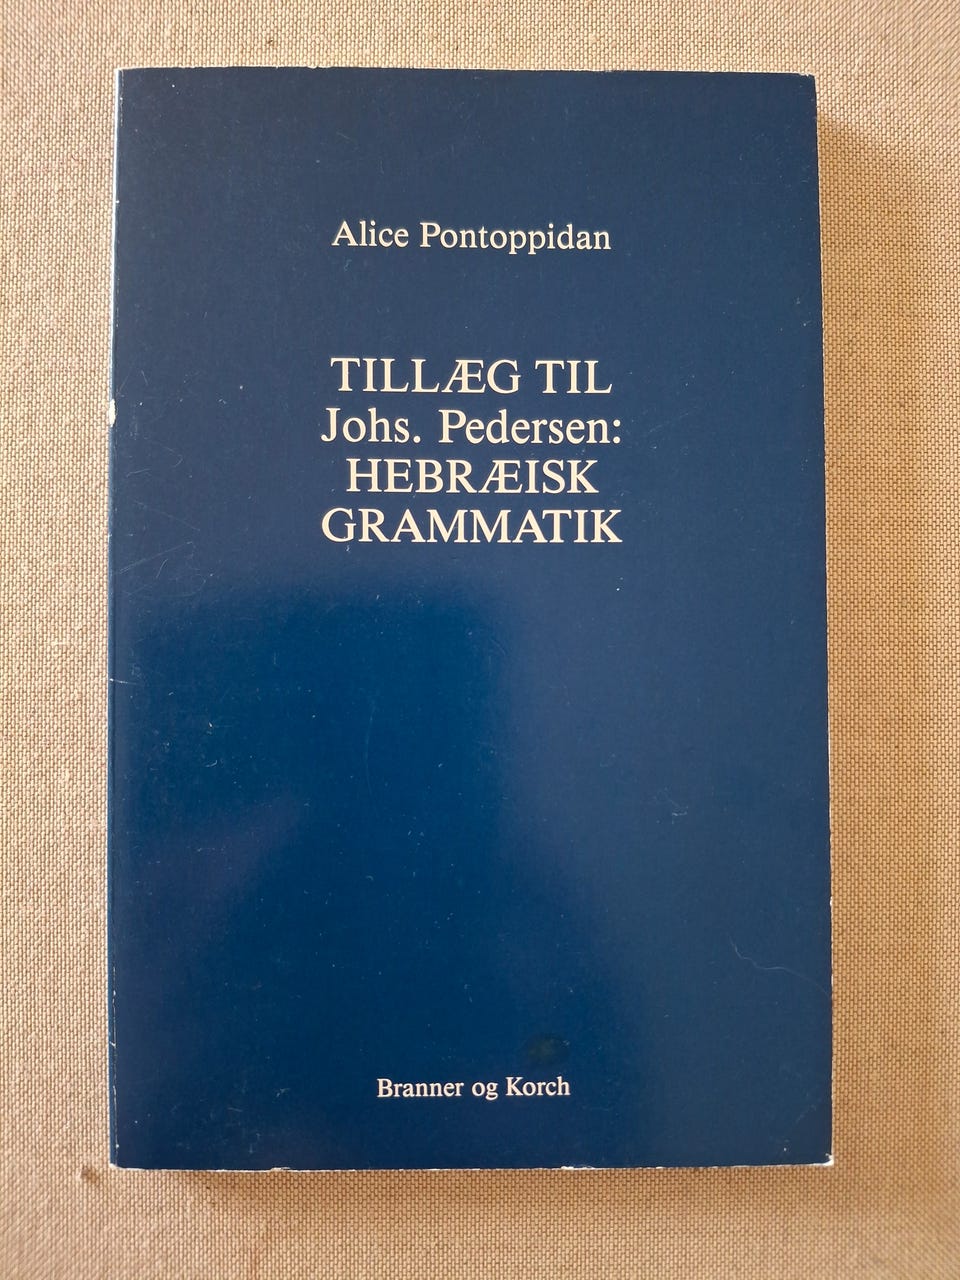 Alice Pontoppidan
TILLÆG TIL
Johs. Pedersen:
HEBRÆISK
GRAMMATIK
Branner og Korch